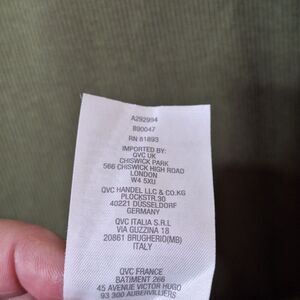 A292994
890047
RN 81893
IMPORTED BY:
QVC UK
CHISWICK PARK
566 CHISWICK HIGH ROAD
LONDON
W4 5XU
QVC HANDEL LLC & CO.KG
PLOCKSTR.30
40221 DUSSELDORF
GERMANY
QVC ITALIA S.R.L
VIA GUZZINA 18
20861 BRUGHERIO(MB)
ITALY
QVC FRANCE
BATIMENT 266
45 AVENUE VICTOR HUGO
93 300 AUBERVILLIERS